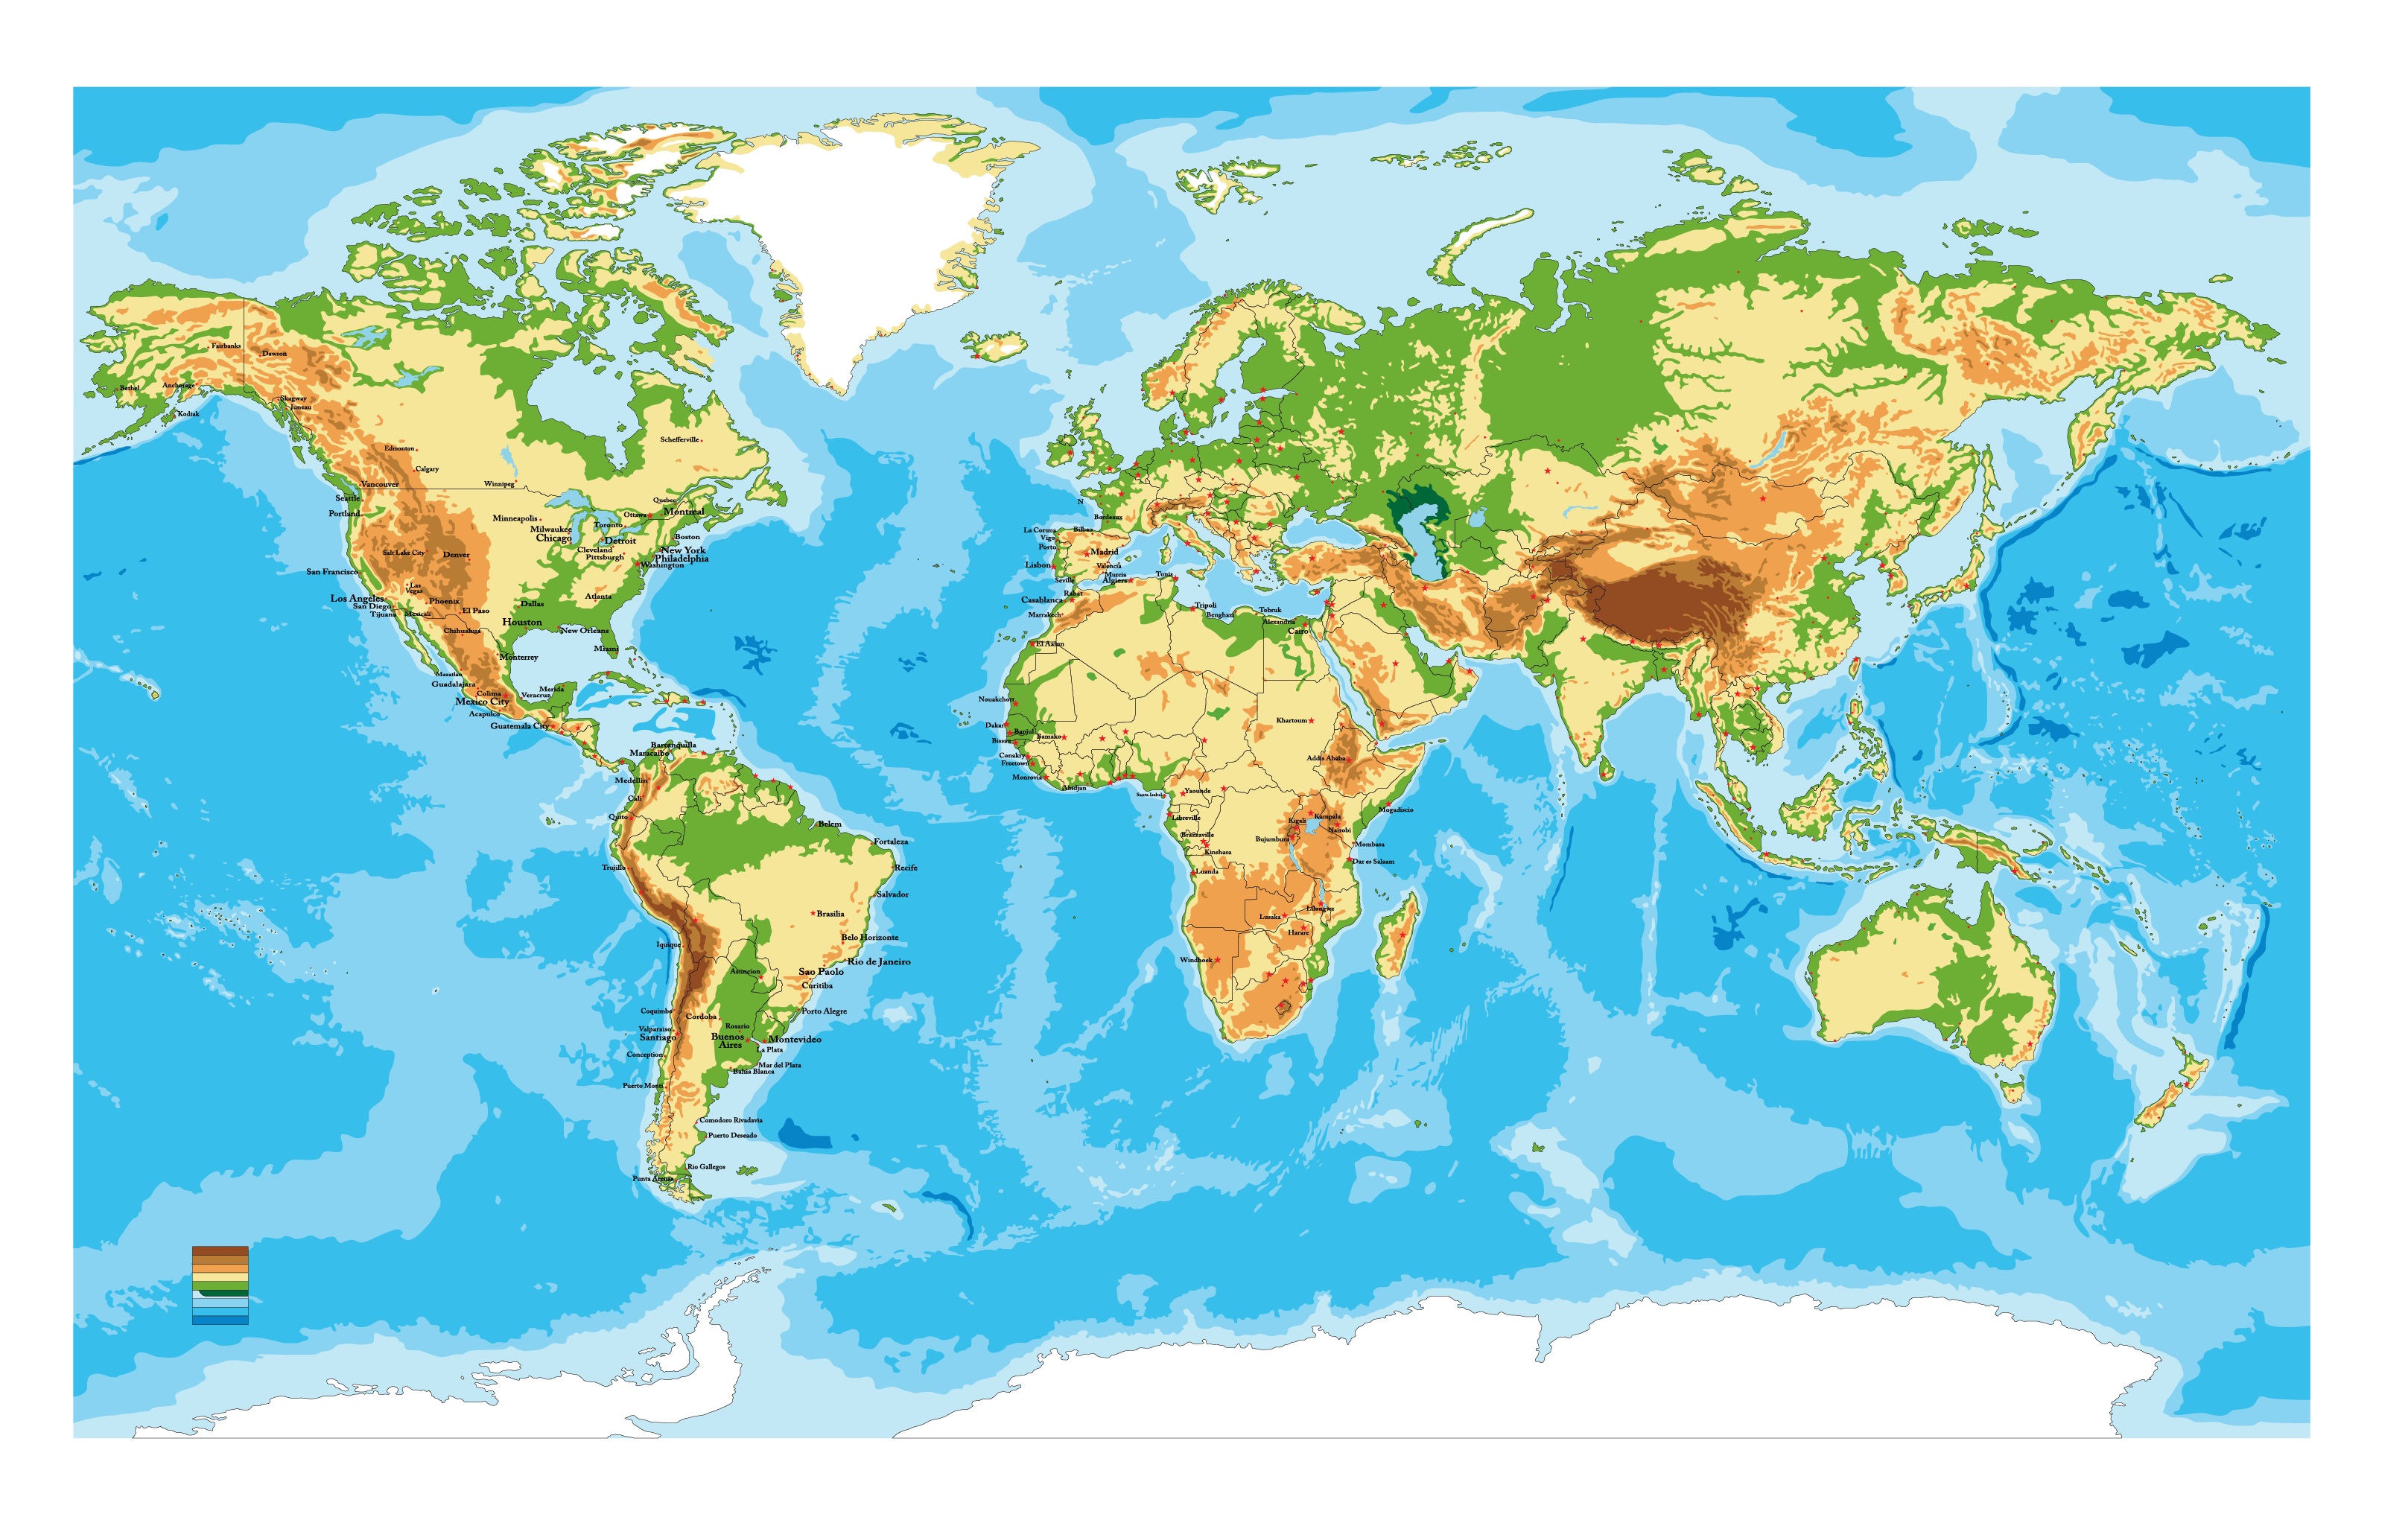 Fairbanks
Dawson
Bethel
Anchorage
Skagway
Juneau
Kodiak
Schefferville
Edmonton
Calgary
Vancouver
Winnipeg
Seattle
Quebec
Portland
Ottawa
Montreal
Minneapolis
Toronto
Milwaukee
Chicago
Detroit
Boston
Cleveland
New York
Salt Lake City
Denver
Pittsburgh
Philadelphia
Washington
San Francisco
Las
Vegas
Los Angeles
Phoenix
Dallas
Atlanta
San Diego
Tijuana
Mexicali
El Paso
Houston
Chihuahua
New Orleans
Miami
Monterrey
Mazatlan
Guadalajara
Colima
Merida
Veracruz
Mexico City
Acapulco
Guatemala City
Barranquilla
Maracaibo
Medellin
Cali
Quito
Belem
Fortaleza
Trujillo
Recife
Salvador
Brasilia
Belo Horizonte
Iquique
Rio de Janeiro
Asuncion
Sao Paolo
Curitiba
Coquimbo
Cordoba
Porto Alegre
Valparaiso
Rosario
Santiago
Buenos
Aires
Montevideo
La Plata
Conception
Mar del Plata
Bahia Blanca
Puerto Montt
Comodoro Rivadavia
Puerto Deseado
Rio Gallegos
Punta Arenas
N
Bordeaux
La Coruna
Bilbao
Vigo
Porto
Madrid
Lisbon
Valencia
Murcia
Seville
Algiers
Tunis
Rabat
Casablanca
Tripoli
Tobruk
Marrakech
Benghazi
Alexandria
Cairo
El Aaiun
Nouakchott
Dakar
Banjul
Bamako
Khartoum
Bissau
Conakry
Freetown
Addis Ababa
Monrovia
Abidjan
Santa Isabel
Yaounde
Mogadiscio
Libreville
Kigali
Kampala
Nairobi
Brazzaville
Bujumbura
Mombasa
Kinshasa
Dar es Salaam
Luanda
Lilongwe
Lusaka
Harare
Windhoek